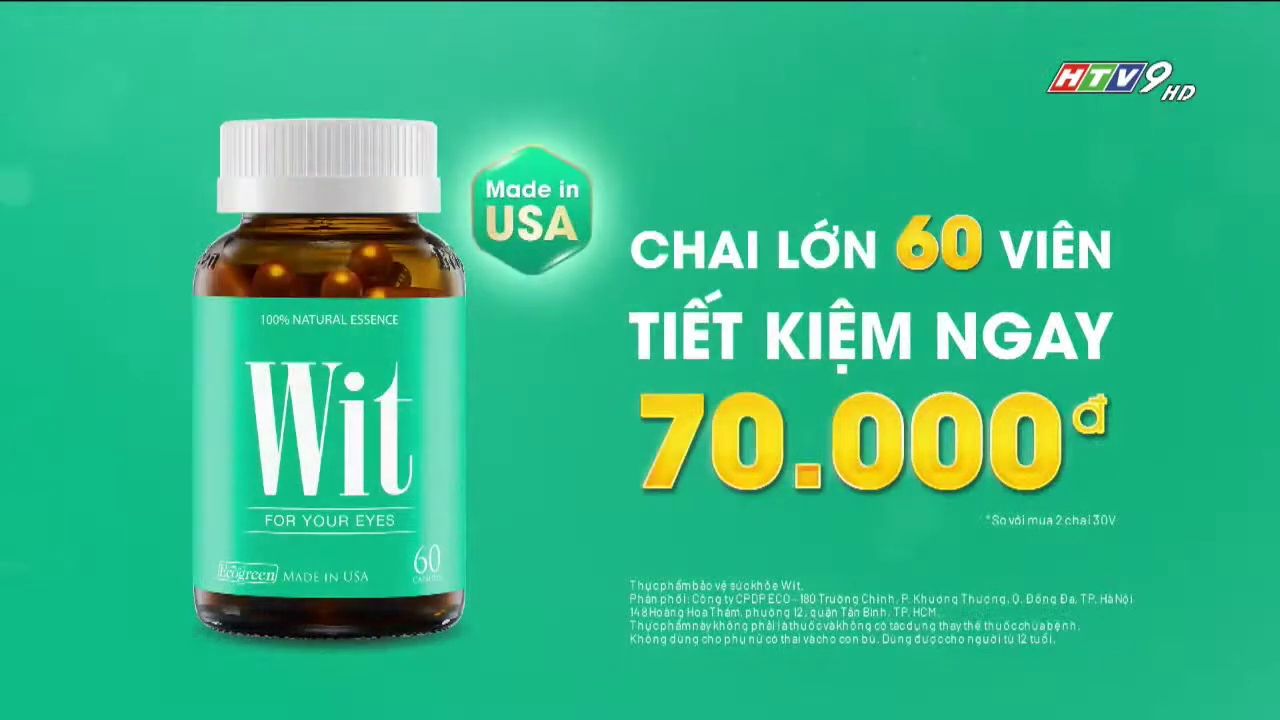 HTV9 HD
Made in
USA
CHAI LỚN 60 VIÊN
TIẾT KIỆM NGAY
70.000đ
*So với mua 2 chai 30V
100% NATURAL ESSENCE
Wit
FOR YOUR EYES
60
CAPSULES
Ecogreen MADE IN USA
Thực phẩm bảo vệ sức khỏe Wit.
Phân phối: Công ty CPDP ECO - 180 Trường Chinh, P. Khương Thượng, Q. Đống Đa, TP. Hà Nội
148 Hoàng Hoa Thám, phường 12, quận Tân Bình, TP. HCM
Thực phẩm này không phải là thuốc và không có tác dụng thay thế thuốc chữa bệnh.
Không dùng cho phụ nữ có thai và cho con bú. Dùng được cho người từ 12 tuổi.